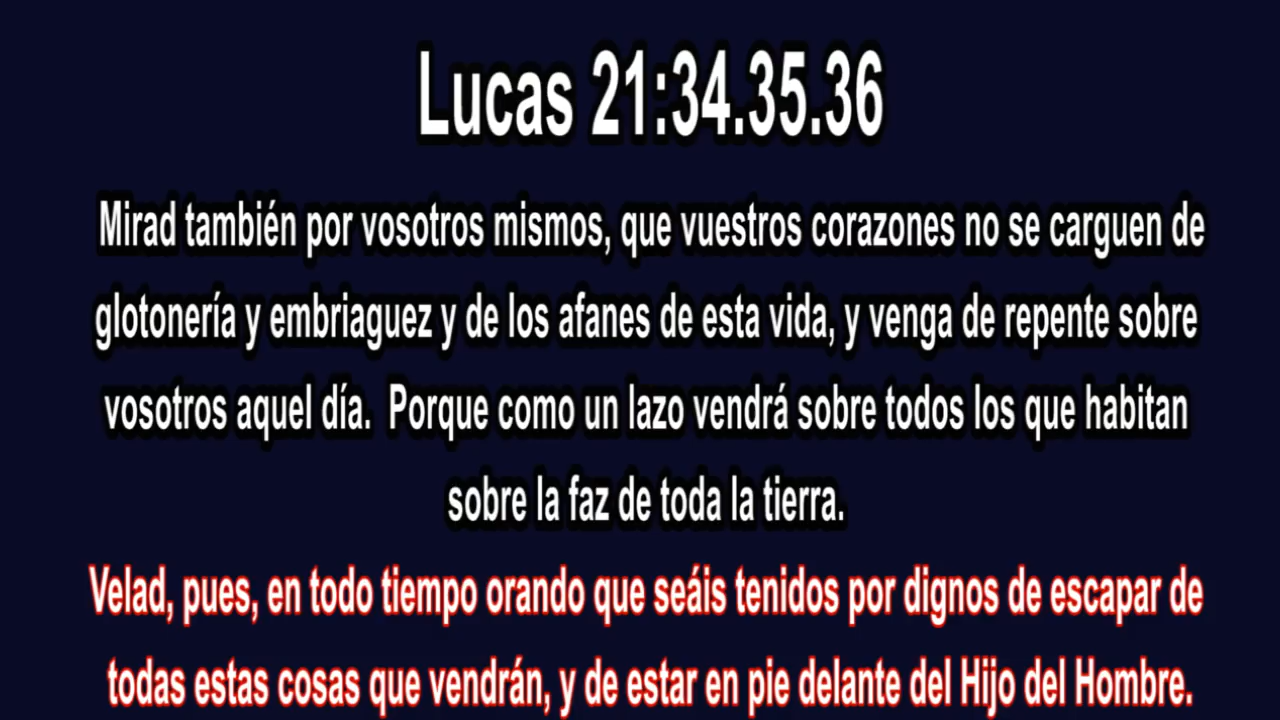 Lucas 21:34.35.36
Mirad también por vosotros mismos, que vuestros corazones no se carguen de
glotonería y embriaguez y de los afanes de esta vida, y venga de repente sobre
vosotros aquel día.  Porque como un lazo vendrá sobre todos los que habitan
sobre la faz de toda la tierra.
Velad, pues, en todo tiempo orando que seáis tenidos por dignos de escapar de
todas estas cosas que vendrán, y de estar en pie delante del Hijo del Hombre.